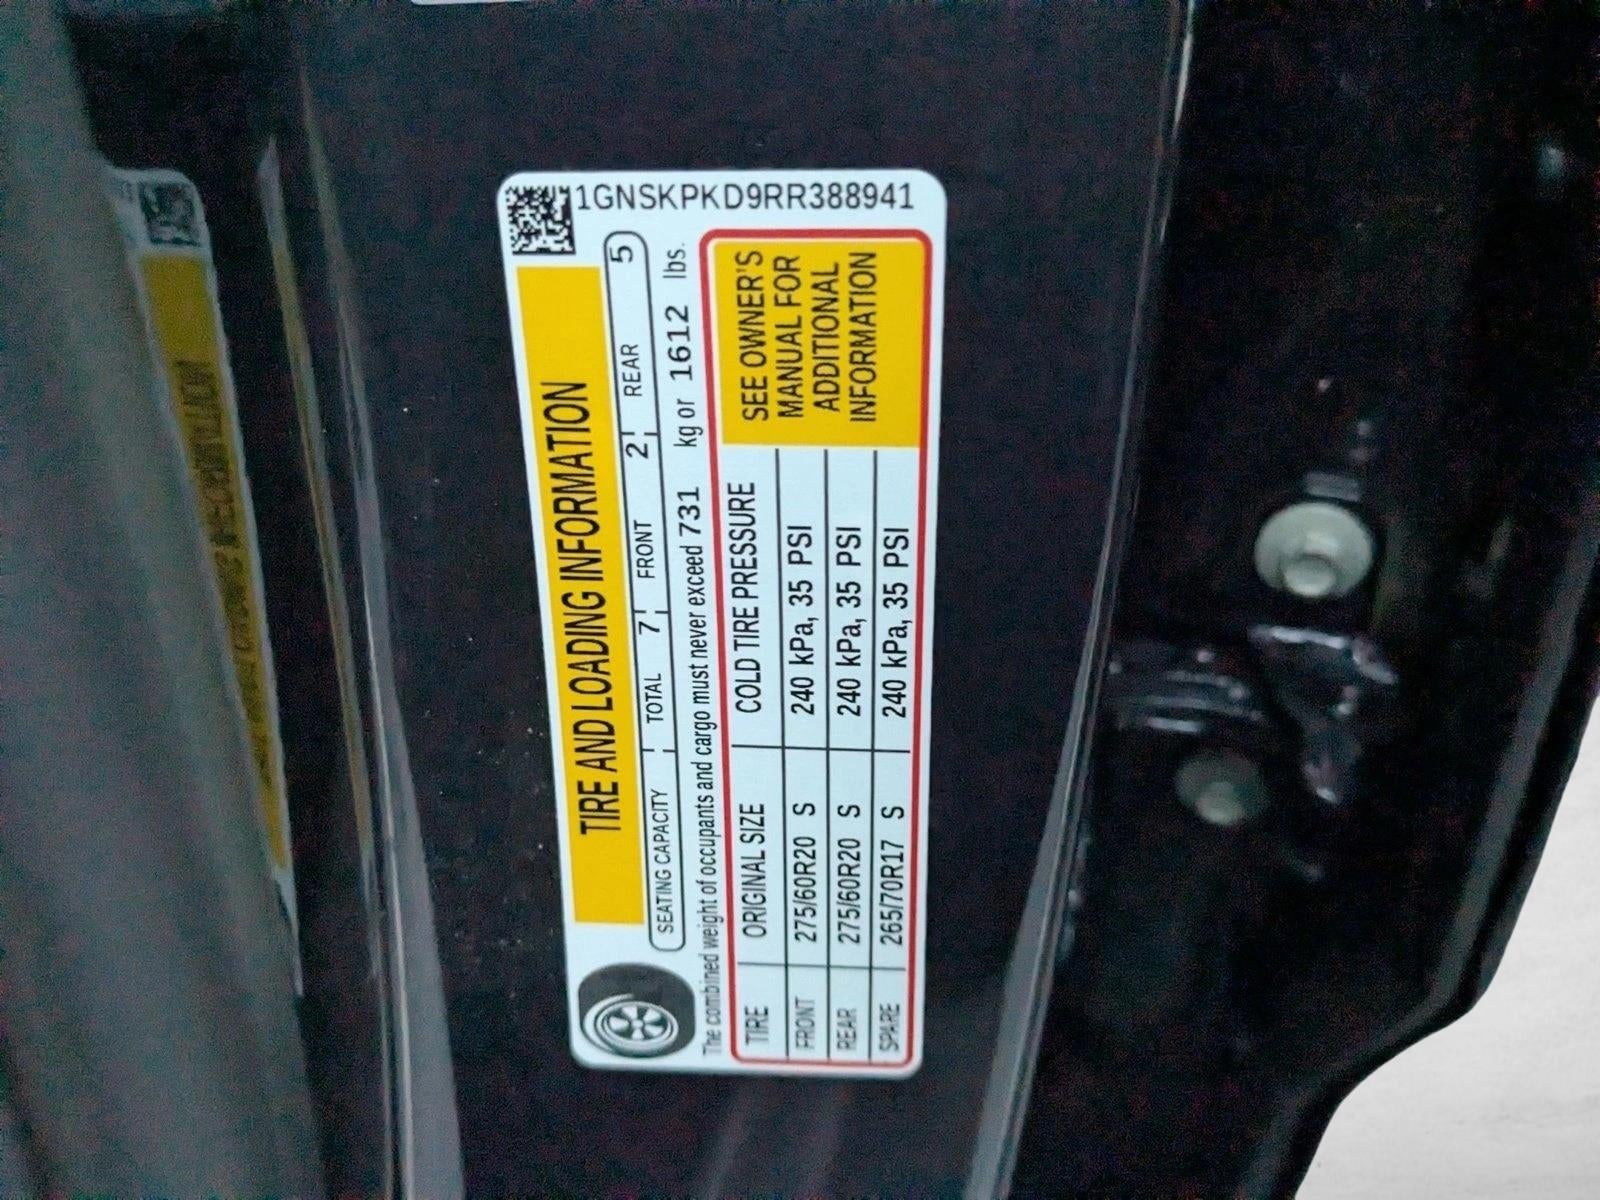 1GNSKPKD9RR388941
TIRE AND LOADING INFORMATION
SEATING CAPACITY TOTAL 7 FRONT 2 REAR 5
The combined weight of occupants and cargo must never exceed 731 kg or 1612 lbs.
TIRE ORIGINAL SIZE COLD TIRE PRESSURE
FRONT 275/60R20 S 240 kPa, 35 PSI
REAR 275/60R20 S 240 kPa, 35 PSI
SPARE 265/70R17 S 240 kPa, 35 PSI
SEE OWNER'S
MANUAL FOR
ADDITIONAL
INFORMATION